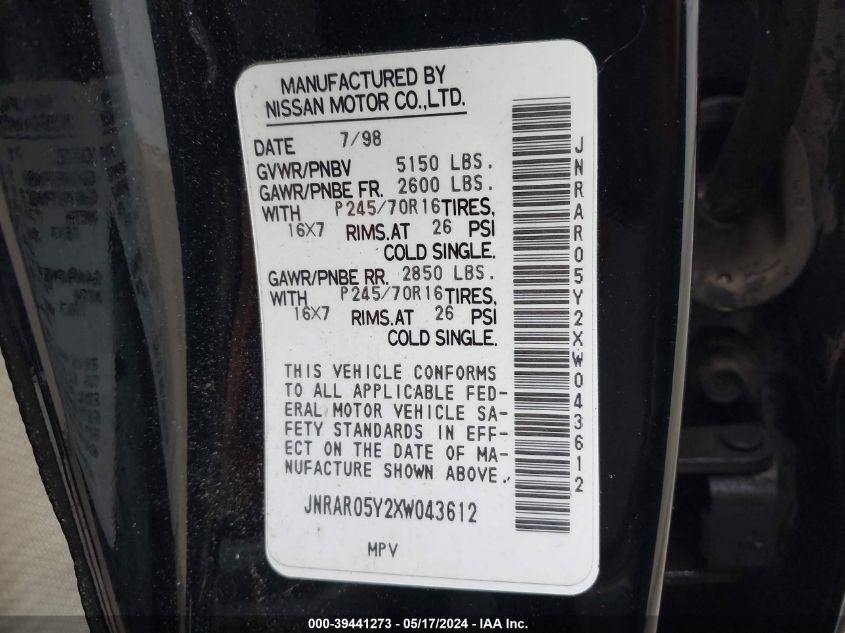 MANUFACTURED BY
NISSAN MOTOR CO.,LTD.
DATE 7/98
GVWR/PNBV 5150 LBS.
GAWR/PNBE FR. 2600 LBS.
WITH P245/70R16 TIRES,
16X7 RIMS.AT 26 PSI
COLD SINGLE.
GAWR/PNBE RR. 2850 LBS.
WITH P245/70R16 TIRES,
16X7 RIMS.AT 26 PSI
COLD SINGLE.
THIS VEHICLE CONFORMS
TO ALL APPLICABLE FED-
ERAL MOTOR VEHICLE SA-
FETY STANDARDS IN EFF-
ECT ON THE DATE OF MA-
NUFACTURE SHOWN ABOVE.
JNRAR05Y2XW043612
MPV
JNRAR05Y2XW043612
000-39441273 - 05/17/2024 - IAA Inc.